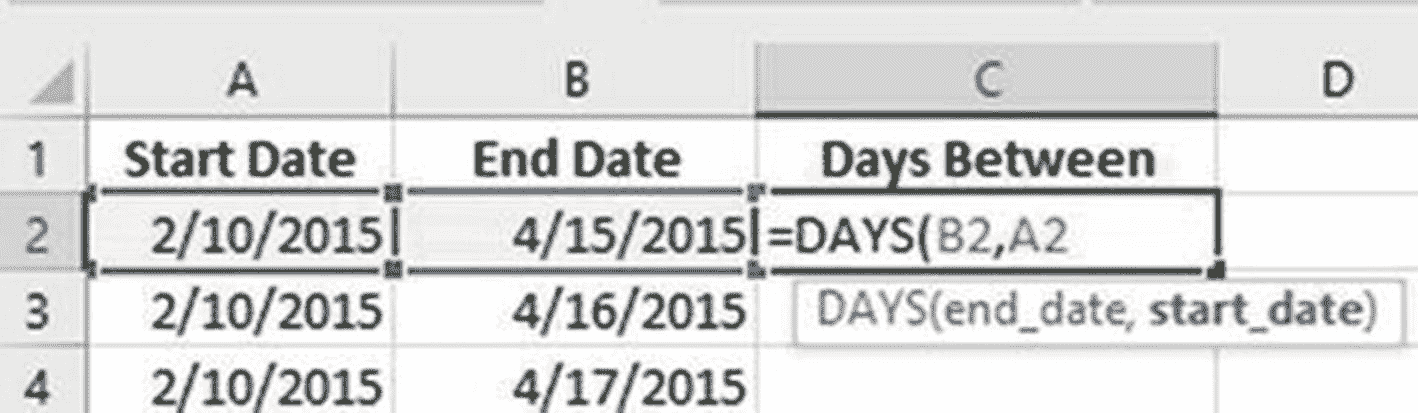 A B C D
1 Start Date End Date Days Between
2 2/10/2015 4/15/2015 =DAYS(B2,A2
3 2/10/2015 4/16/2015 DAYS(end_date, start_date)
4 2/10/2015 4/17/2015